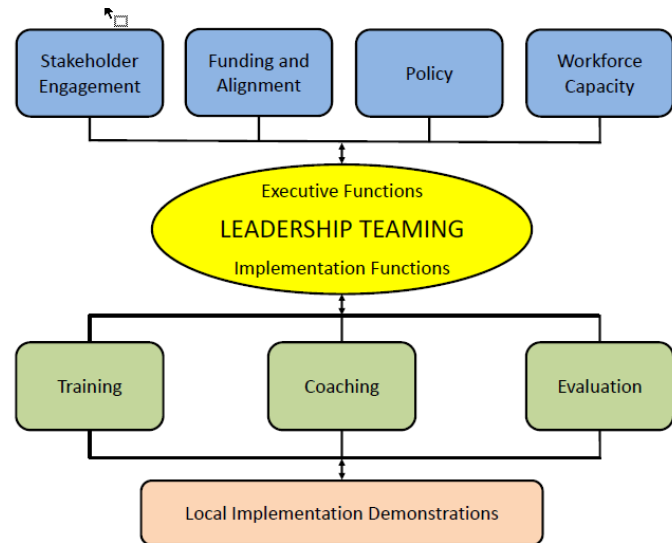 Stakeholder
Engagement
Funding and
Alignment
Policy
Workforce
Capacity
Executive Functions
LEADERSHIP TEAMING
Implementation Functions
Training
Coaching
Evaluation
Local Implementation Demonstrations